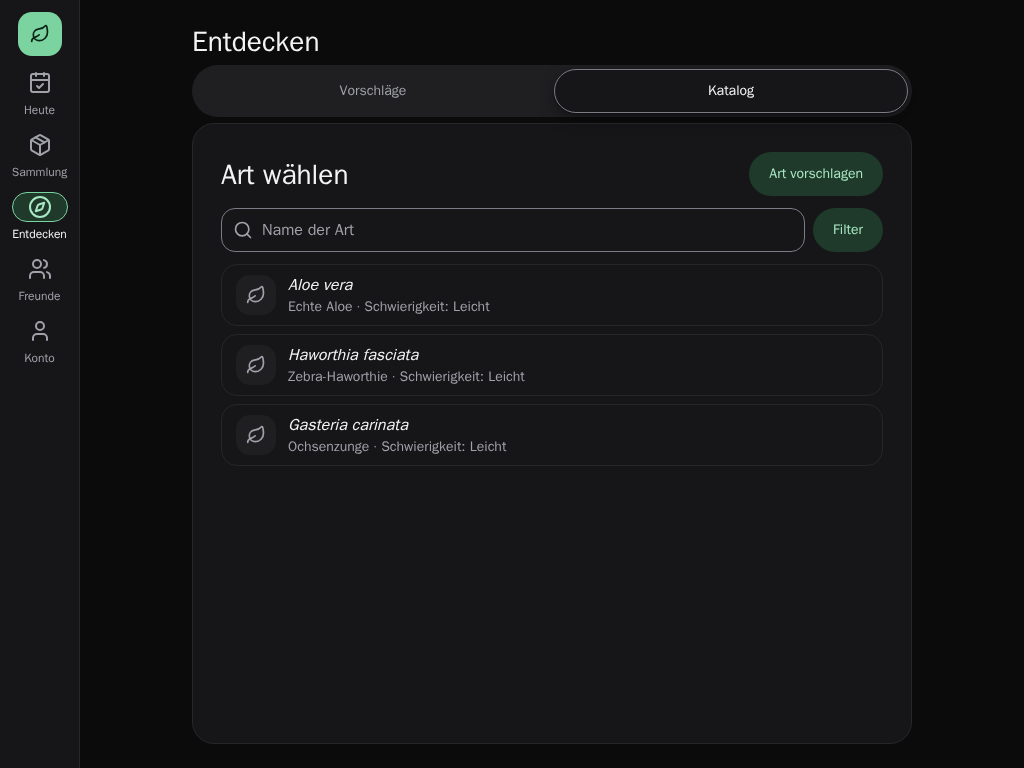 Heute
Sammlung
Entdecken
Freunde
Konto
Entdecken
Vorschläge
Katalog
Art wählen
Art vorschlagen
Name der Art
Filter
Aloe vera
Echte Aloe · Schwierigkeit: Leicht
Haworthia fasciata
Zebra-Haworthie · Schwierigkeit: Leicht
Gasteria carinata
Ochsenzunge · Schwierigkeit: Leicht